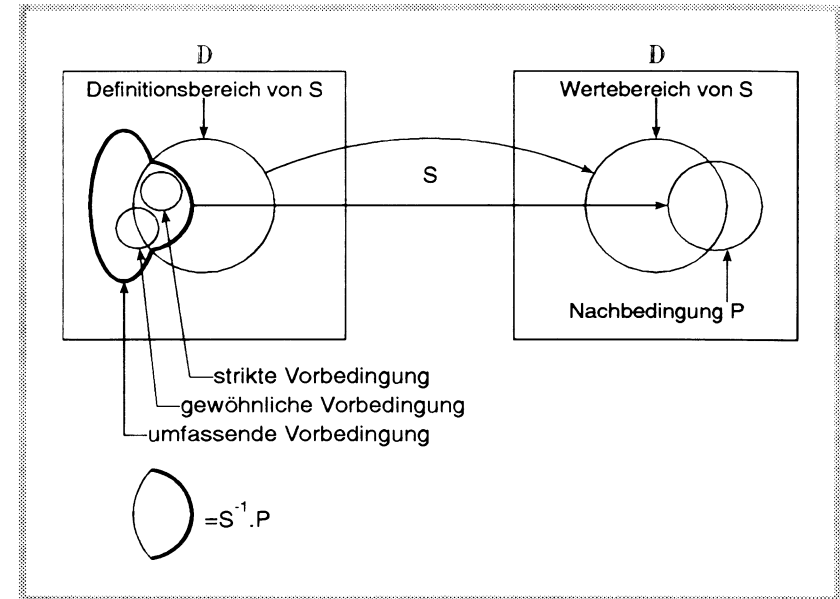 D
D
Definitionsbereich von S
Wertebereich von S
S
Nachbedingung P
strikte Vorbedingung
gewöhnliche Vorbedingung
umfassende Vorbedingung
=S⁻¹.P